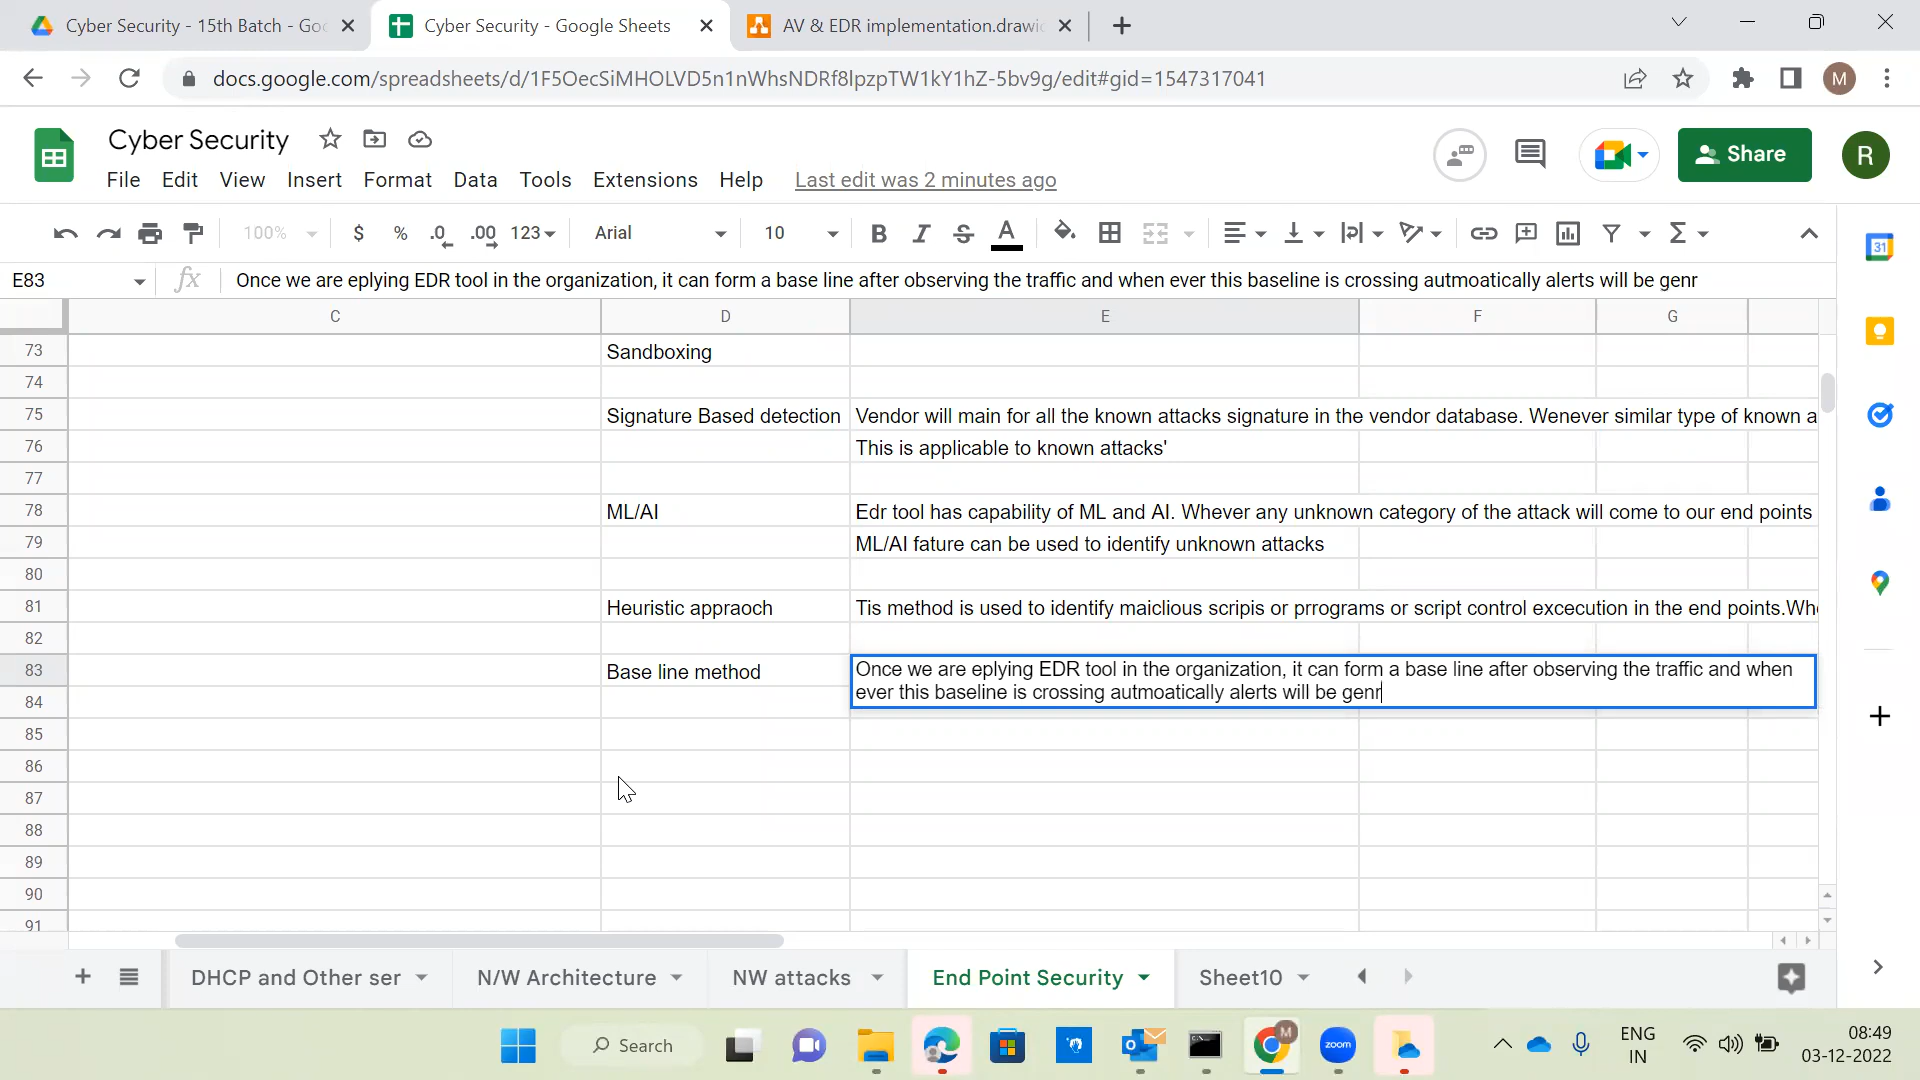 Cyber Security - 15th Batch - Goo
Cyber Security - Google Sheets
AV & EDR implementation.drawio
docs.google.com/spreadsheets/d/1F5OecSiMHOLVD5n1nWhsNDRf8lpzpTW1kY1hZ-5bv9g/edit#gid=1547317041
M
Cyber Security
Share
R
File Edit View Insert Format Data Tools Extensions Help Last edit was 2 minutes ago
100% $ % .0 .00 123 Arial 10 B I S A
31
E83 fx Once we are eplying EDR tool in the organization, it can form a base line after observing the traffic and when ever this baseline is crossing autmoatically alerts will be genr
C D E F G
73 Sandboxing
74
75 Signature Based detection Vendor will main for all the known attacks signature in the vendor database. Wenever similar type of known a
76 This is applicable to known attacks'
77
78 ML/AI Edr tool has capability of ML and AI. Whever any unknown category of the attack will come to our end points
79 ML/AI fature can be used to identify unknown attacks
80
81 Heuristic appraoch Tis method is used to identify maiclious scripis or prrograms or script control excecution in the end points.Whe
82
83 Base line method Once we are eplying EDR tool in the organization, it can form a base line after observing the traffic and when
ever this baseline is crossing autmoatically alerts will be genr
84
85
86
87
88
89
90
91
DHCP and Other ser N/W Architecture NW attacks End Point Security Sheet10
Search
zoom
M
ENG
IN
08:49
03-12-2022